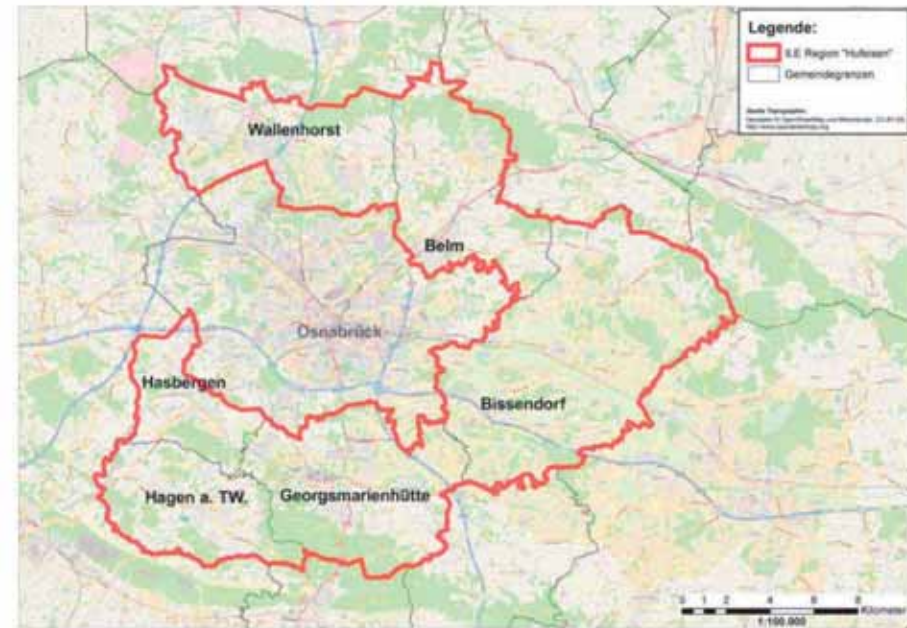 Legende:
ILE Region "Hufeisen"
Gemeindegrenzen
Wallenhorst
Belm
Osnabrück
Hasbergen
Bissendorf
Hagen a. TW.
Georgsmarienhütte
0 1 2 4 6 8
Kilometer
1:100.000